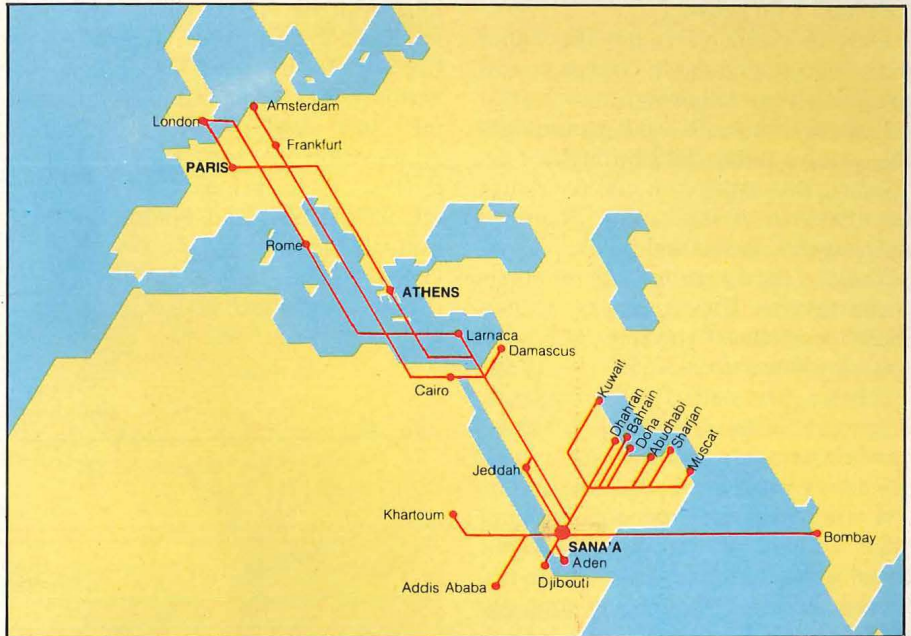 Amsterdam
London
Frankfurt
PARIS
Rome
ATHENS
Larnaca
Damascus
Cairo
Kuwait
Dhahran
Bahrain
Doha
Abudhabi
Sharjan
Muscat
Jeddah
Khartoum
SANA'A
Bombay
Aden
Djibouti
Addis Ababa